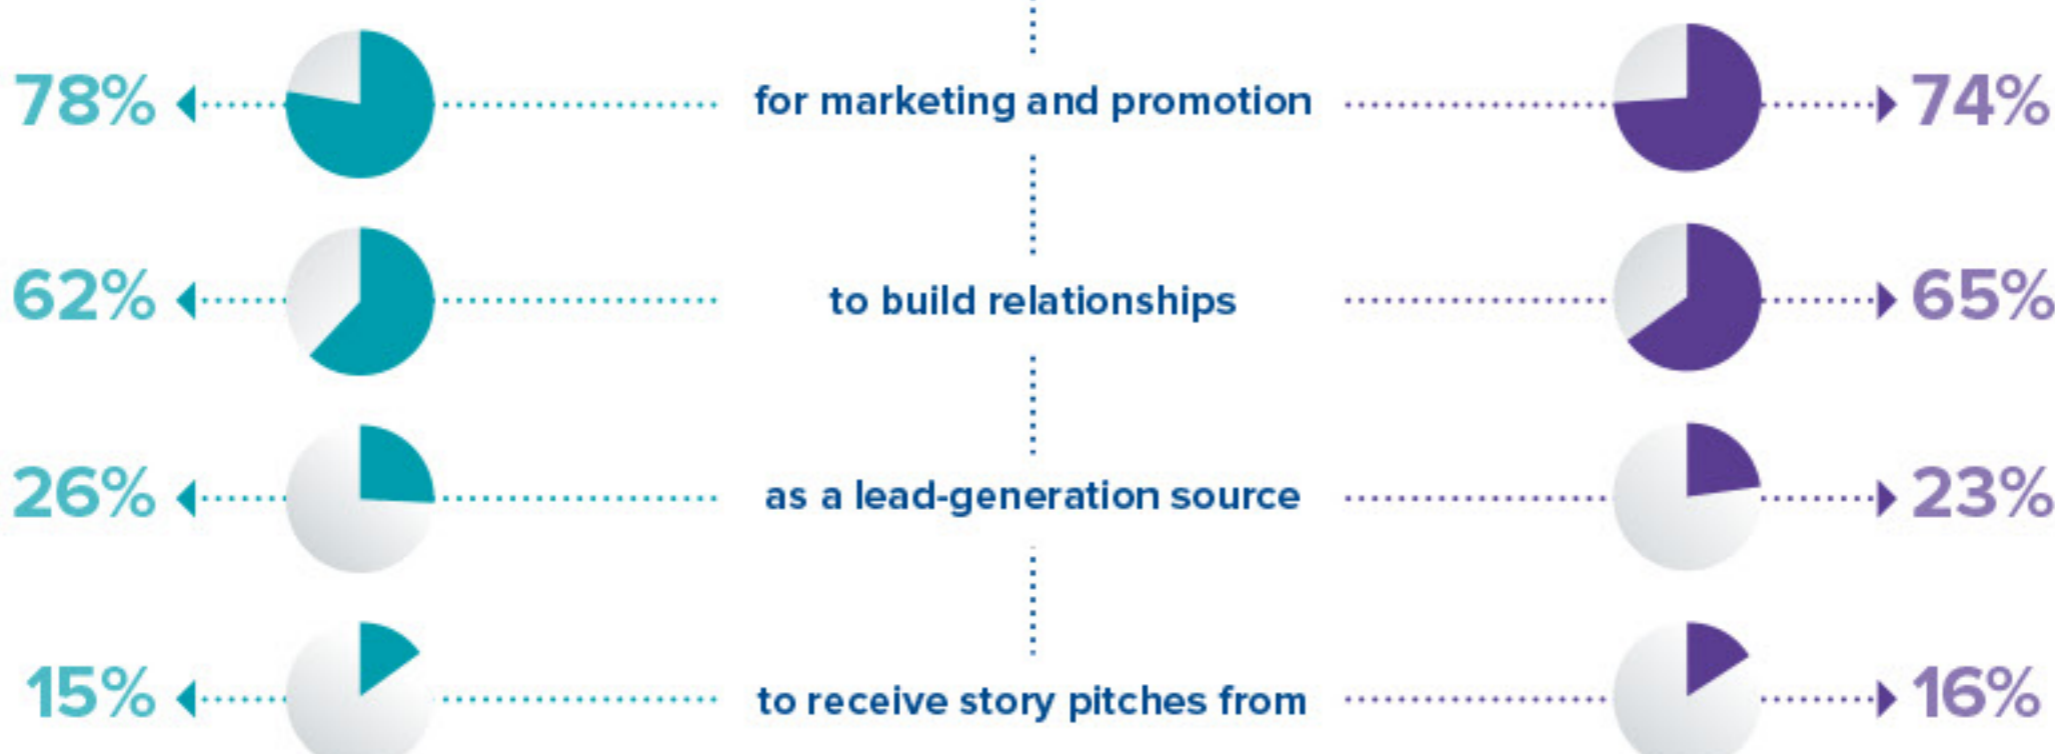 78% for marketing and promotion 74%
62% to build relationships 65%
26% as a lead-generation source 23%
15% to receive story pitches from 16%